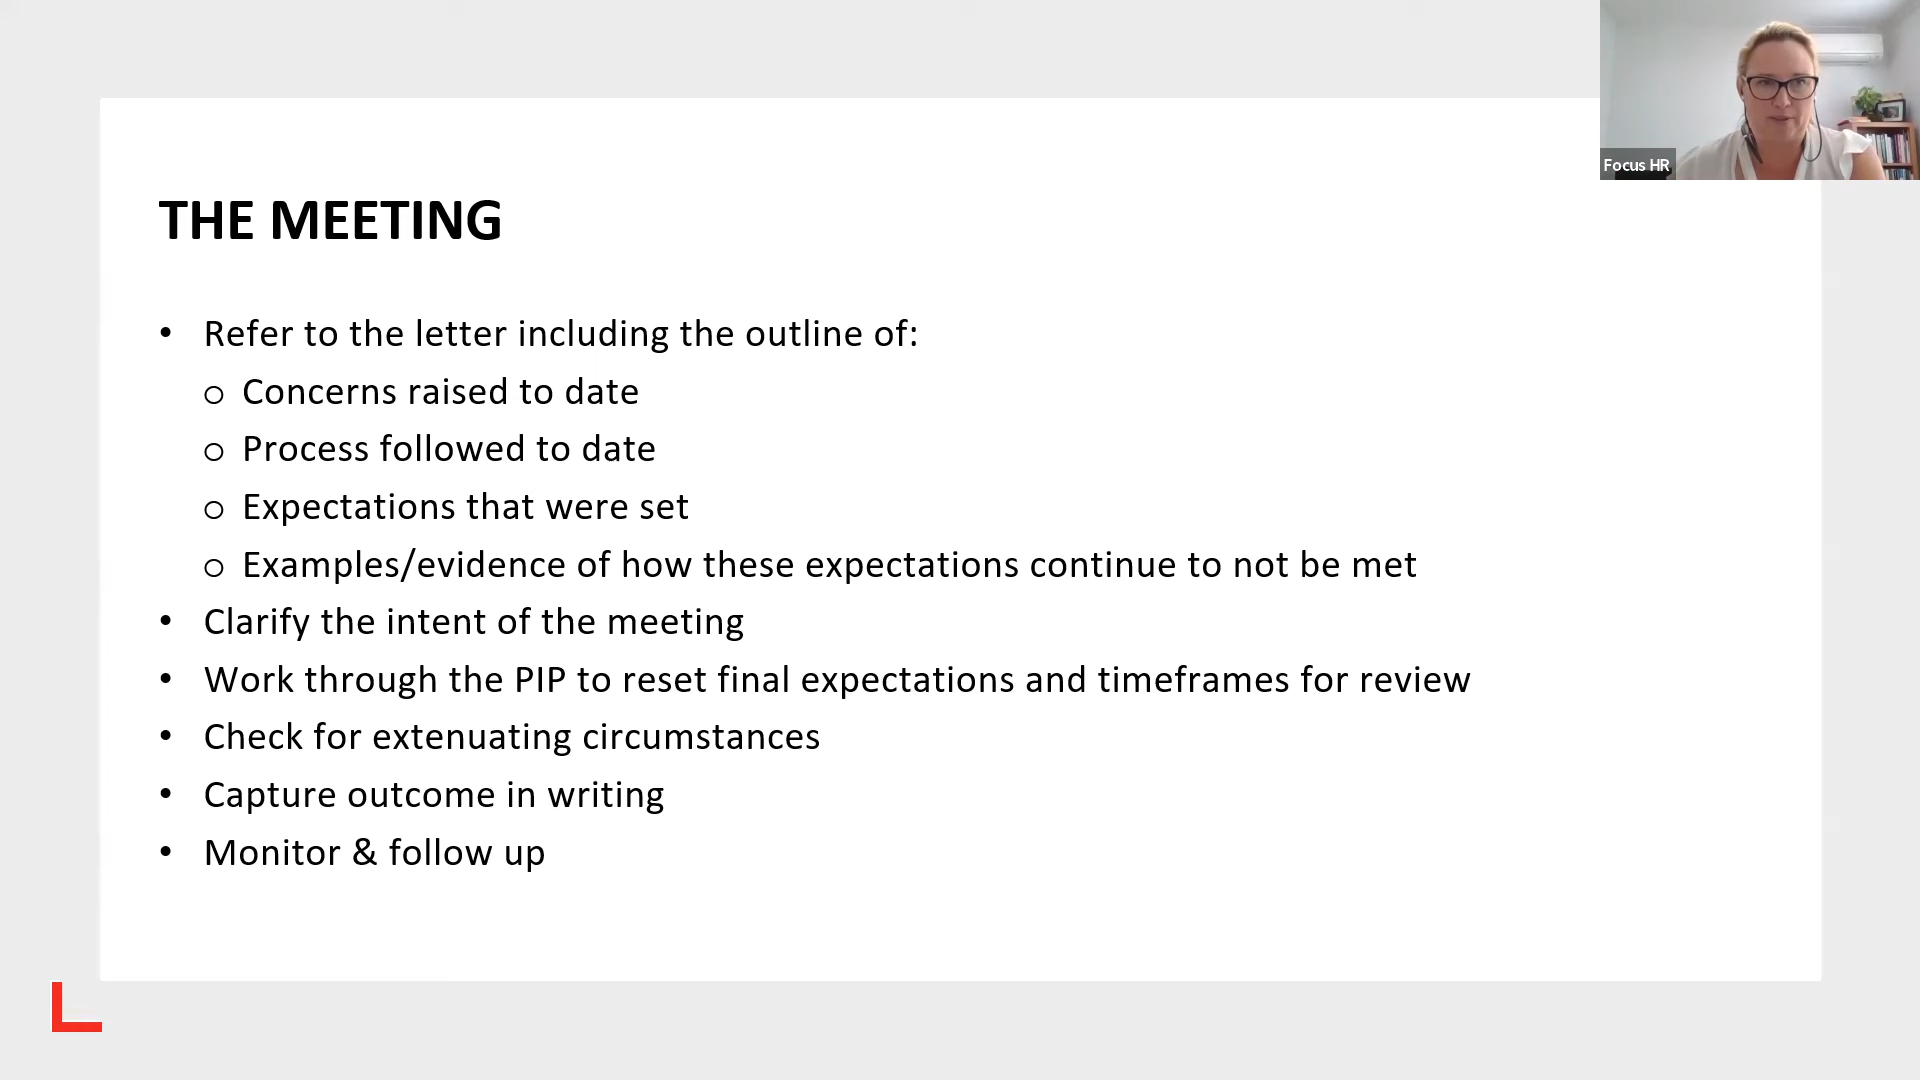 Focus HR
THE MEETING
• Refer to the letter including the outline of:
o Concerns raised to date
o Process followed to date
o Expectations that were set
o Examples/evidence of how these expectations continue to not be met
• Clarify the intent of the meeting
• Work through the PIP to reset final expectations and timeframes for review
• Check for extenuating circumstances
• Capture outcome in writing
• Monitor & follow up